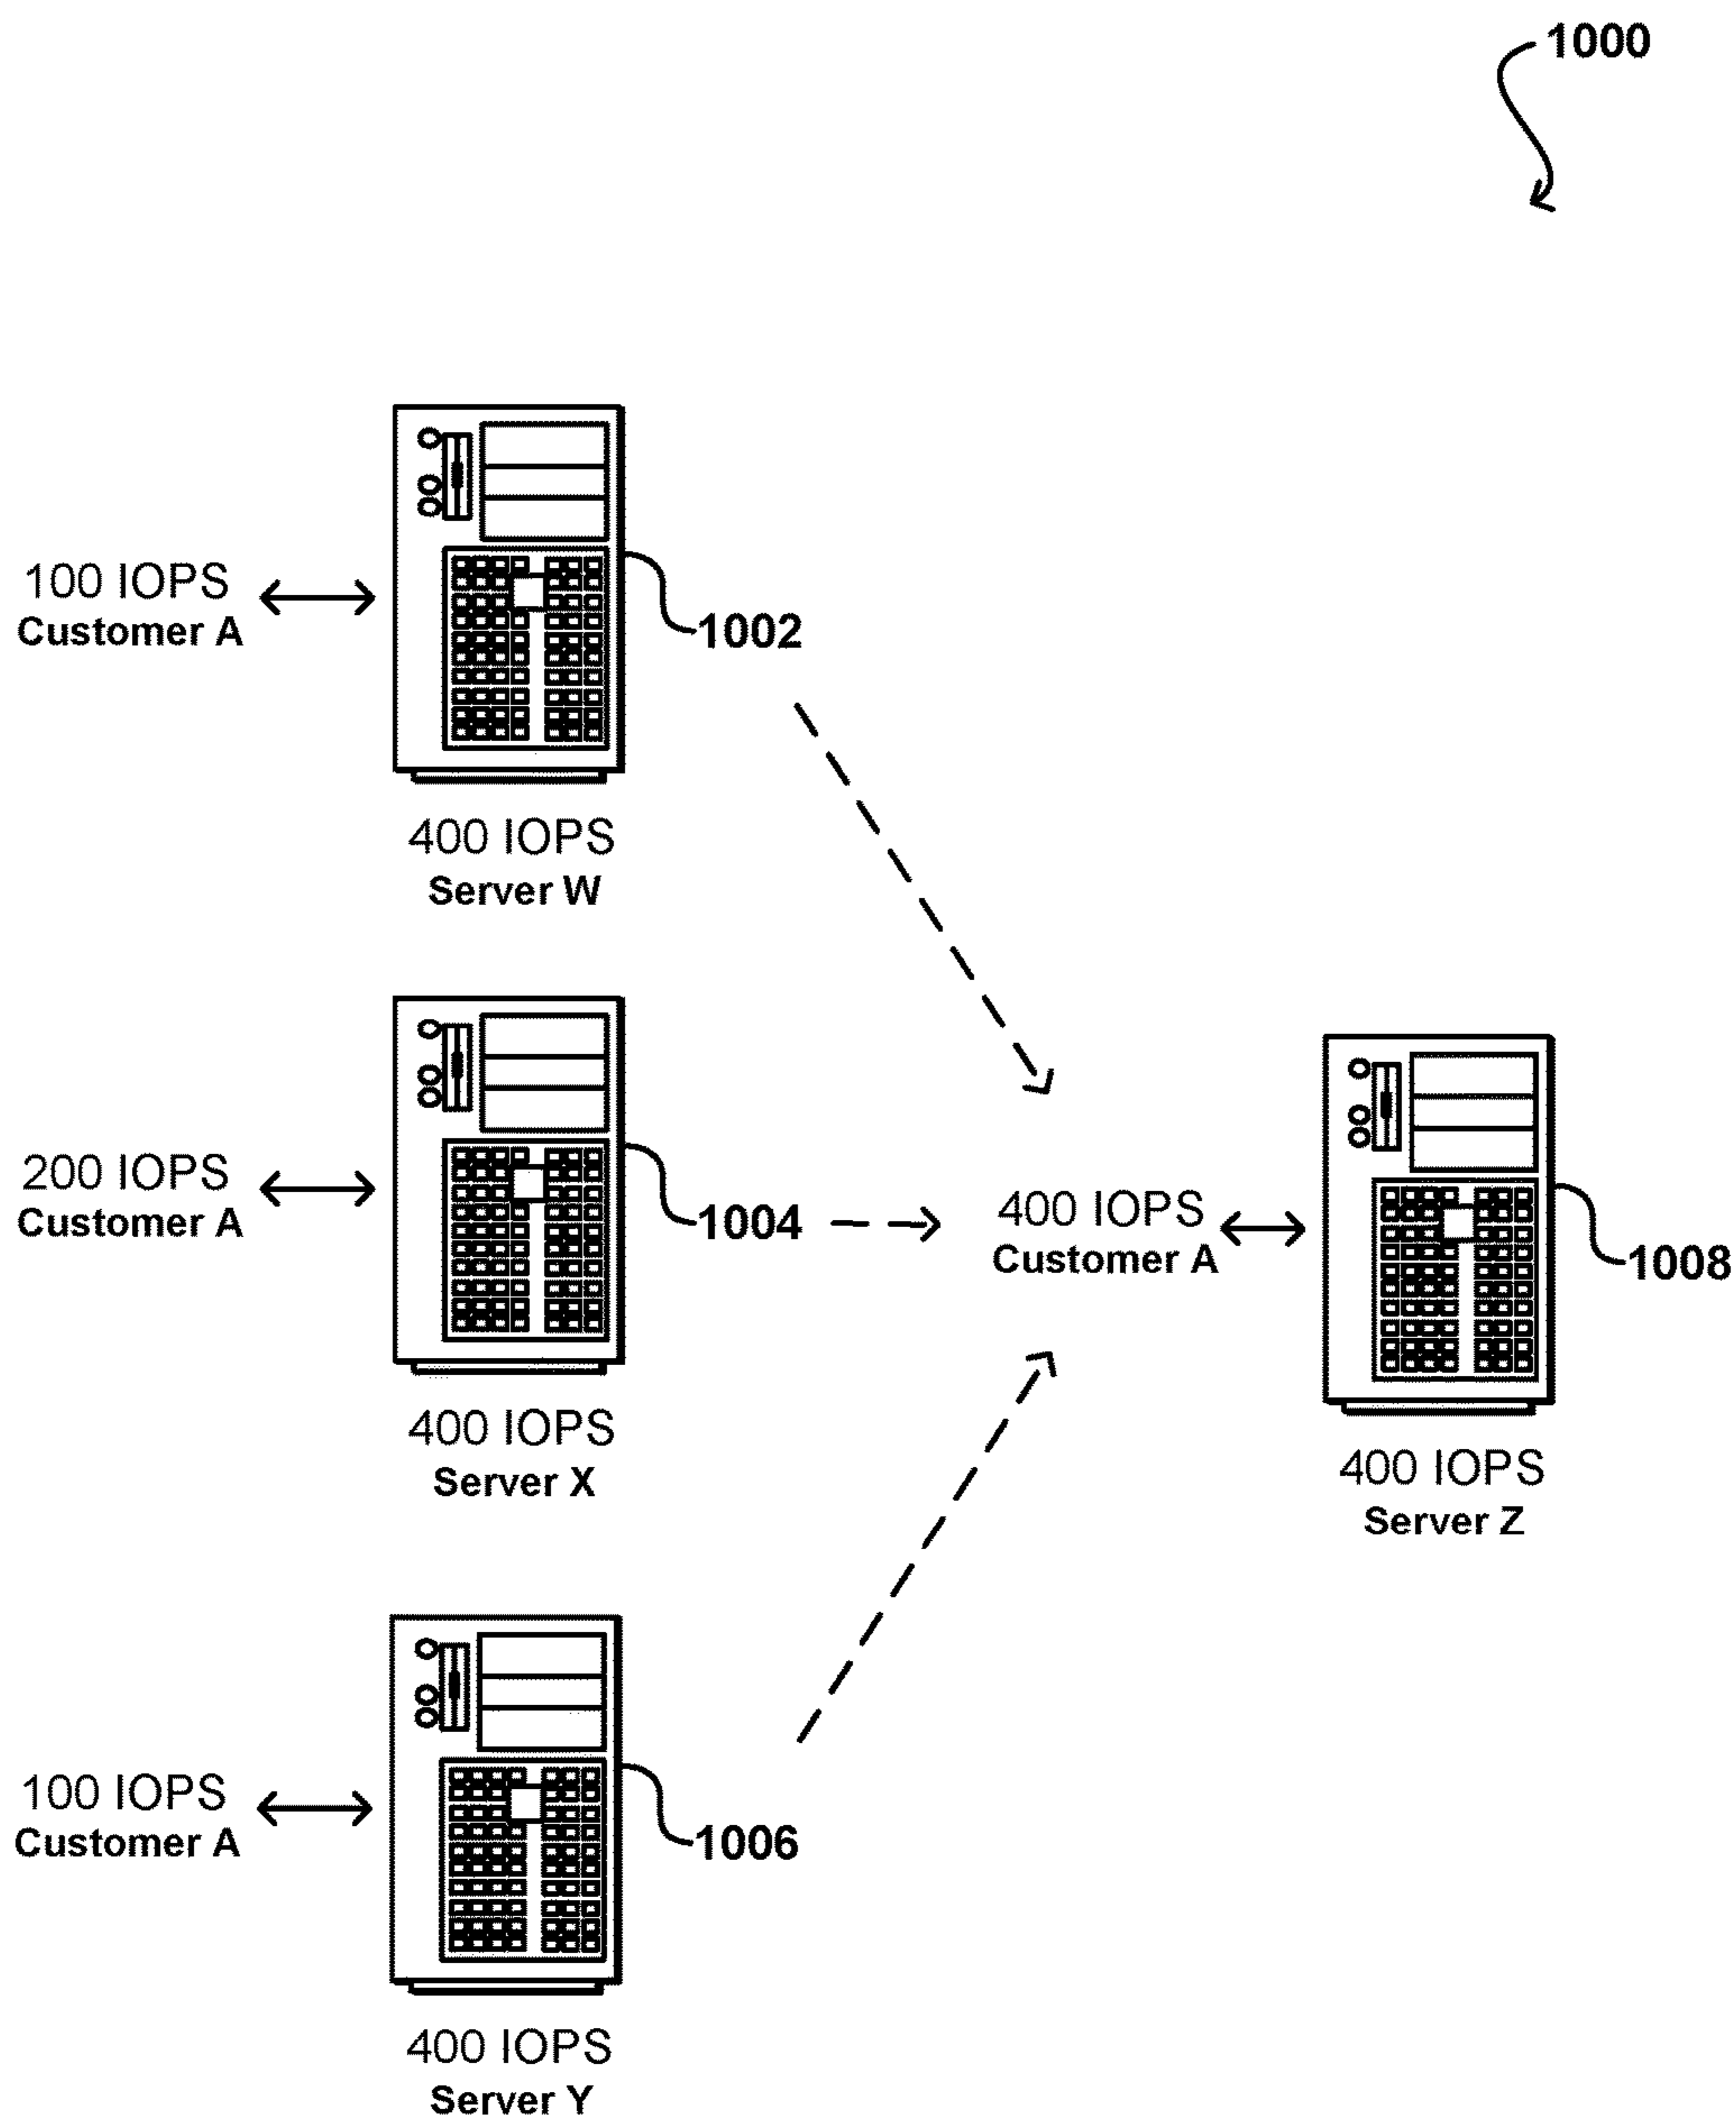 1000
100 IOPS
Customer A
1002
400 IOPS
Server W
200 IOPS
Customer A
1004
400 IOPS
Server X
400 IOPS
Customer A
1008
400 IOPS
Server Z
100 IOPS
Customer A
1006
400 IOPS
Server Y